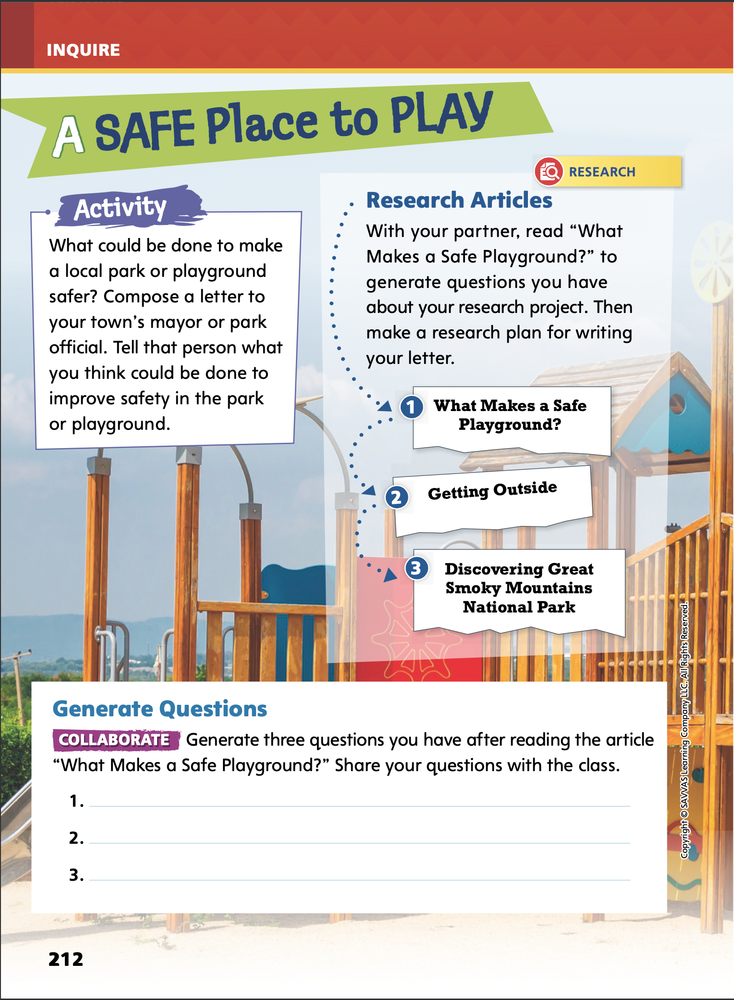 INQUIRE
A SAFE Place to PLAY
Activity
What could be done to make
a local park or playground
safer? Compose a letter to
your town’s mayor or park
official. Tell that person what
you think could be done to
improve safety in the park
or playground.
RESEARCH
Research Articles
With your partner, read “What
Makes a Safe Playground?” to
generate questions you have
about your research project. Then
make a research plan for writing
your letter.
1 What Makes a Safe
Playground?
2 Getting Outside
3 Discovering Great
Smoky Mountains
National Park
Generate Questions
COLLABORATE Generate three questions you have after reading the article
“What Makes a Safe Playground?” Share your questions with the class.
1.
2.
3.
Copyright © SAVVAS Learning Company LLC. All Rights Reserved.
212